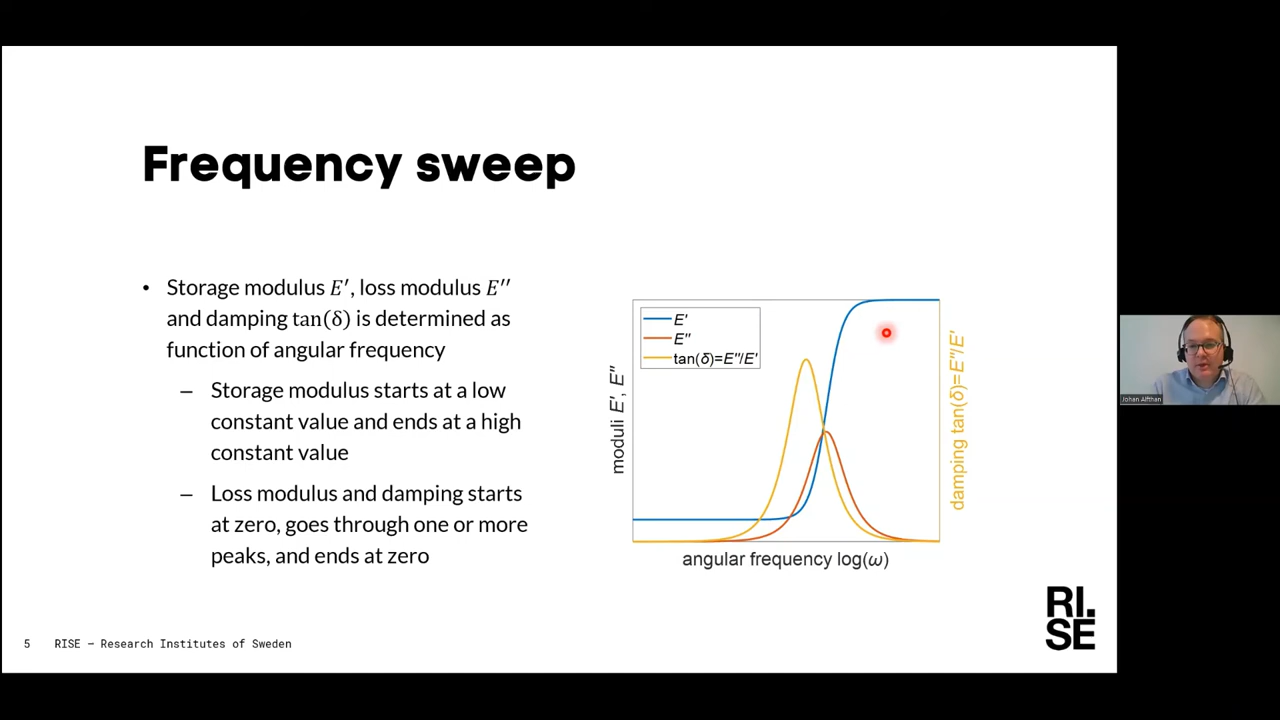 Frequency sweep
• Storage modulus E′, loss modulus E′′
and damping tan(δ) is determined as
function of angular frequency
– Storage modulus starts at a low
constant value and ends at a high
constant value
– Loss modulus and damping starts
at zero, goes through one or more
peaks, and ends at zero
E'
E''
tan(δ)=E''/E'
moduli E', E''
damping tan(δ)=E''/E'
angular frequency log(ω)
Johan Alfthan
5 RISE — Research Institutes of Sweden
RI.
SE